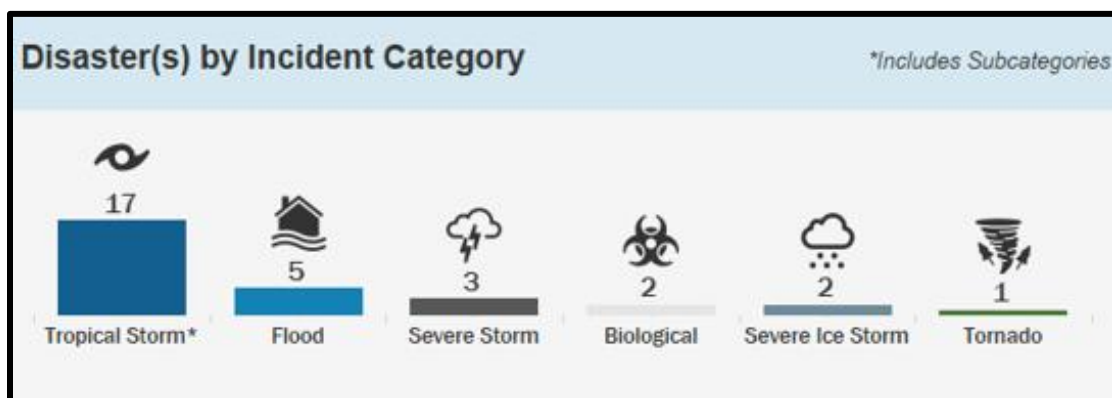 Disaster(s) by Incident Category
*Includes Subcategories
17
5
3
2
2
1
Tropical Storm*
Flood
Severe Storm
Biological
Severe Ice Storm
Tornado